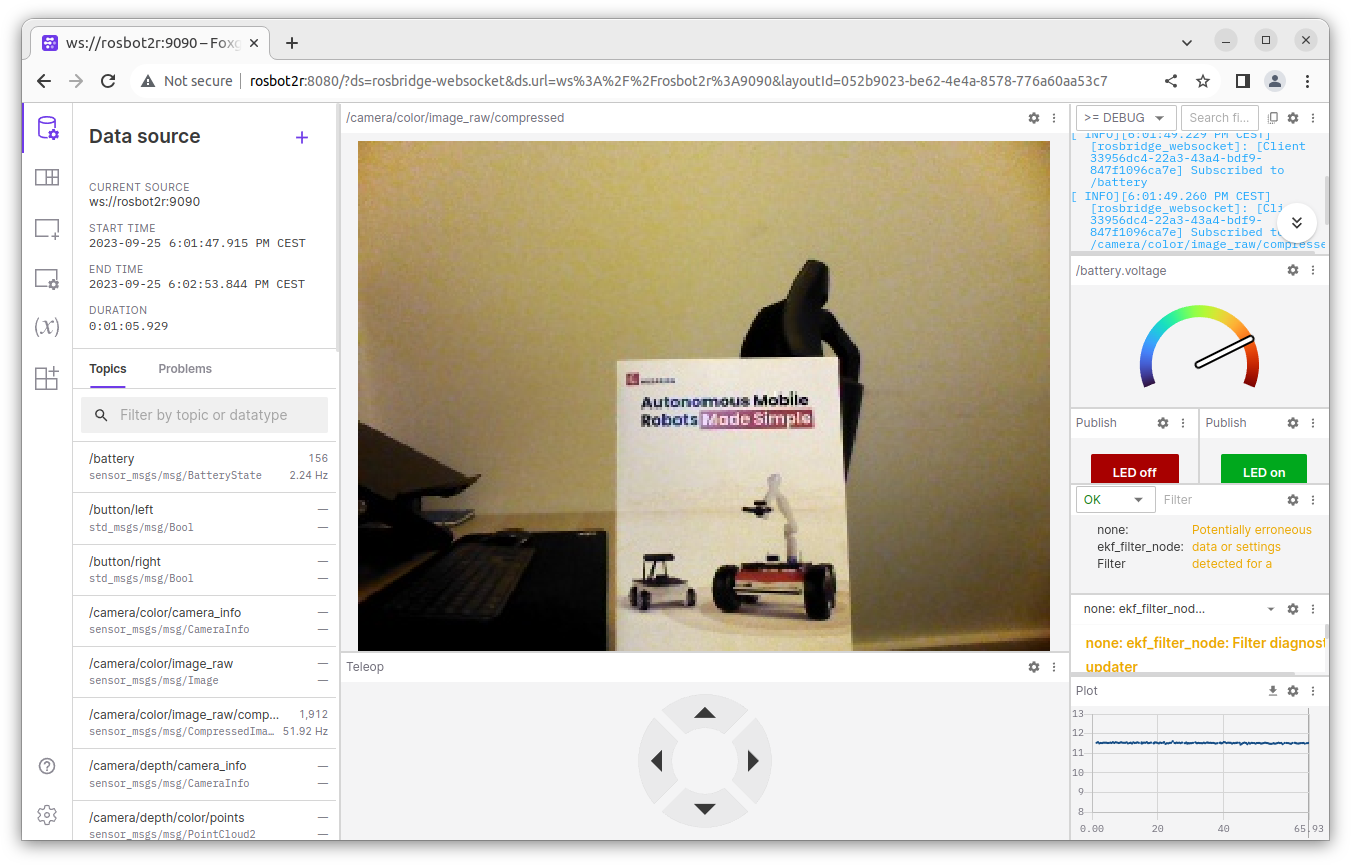 ws://rosbot2r:9090 – Foxg
Not secure
rosbot2r:8080/?ds=rosbridge-websocket&ds.url=ws%3A%2F%2Frosbot2r%3A9090&layoutId=052b9023-be62-4e4a-8578-776a60aa53c7
Data source
CURRENT SOURCE
ws://rosbot2r:9090
START TIME
2023-09-25 6:01:47.915 PM CEST
END TIME
2023-09-25 6:02:53.844 PM CEST
DURATION
0:01:05.929
Topics Problems
Filter by topic or datatype
/battery 156
sensor_msgs/msg/BatteryState 2.24 Hz
/button/left —
std_msgs/msg/Bool —
/button/right —
std_msgs/msg/Bool —
/camera/color/camera_info —
sensor_msgs/msg/CameraInfo —
/camera/color/image_raw —
sensor_msgs/msg/Image —
/camera/color/image_raw/comp... 1,912
sensor_msgs/msg/CompressedIma... 51.92 Hz
/camera/depth/camera_info —
sensor_msgs/msg/CameraInfo —
/camera/depth/color/points —
sensor_msgs/msg/PointCloud2
/camera/color/image_raw/compressed
Autonomous Mobile
Robots Made Simple
Teleop
>= DEBUG Search fi...
[ INFO][6:01:49.229 PM CEST]
[rosbridge_websocket]: [Client
33956dc4-22a3-43a4-bdf9-
847f1096ca7e] Subscribed to
/battery
[ INFO][6:01:49.260 PM CEST]
[rosbridge_websocket]: [Cli
33956dc4-22a3-43a4-bdf9-
847f1096ca7e] Subscribed to
/camera/color/image_raw/compresse
/battery.voltage
Publish Publish
LED off LED on
OK Filter
none: Potentially erroneous
ekf_filter_node: data or settings
Filter detected for a
none: ekf_filter_nod...
none: ekf_filter_node: Filter diagnost
updater
Plot
13
12
11
10
9
8
0.00 20 40 65.93